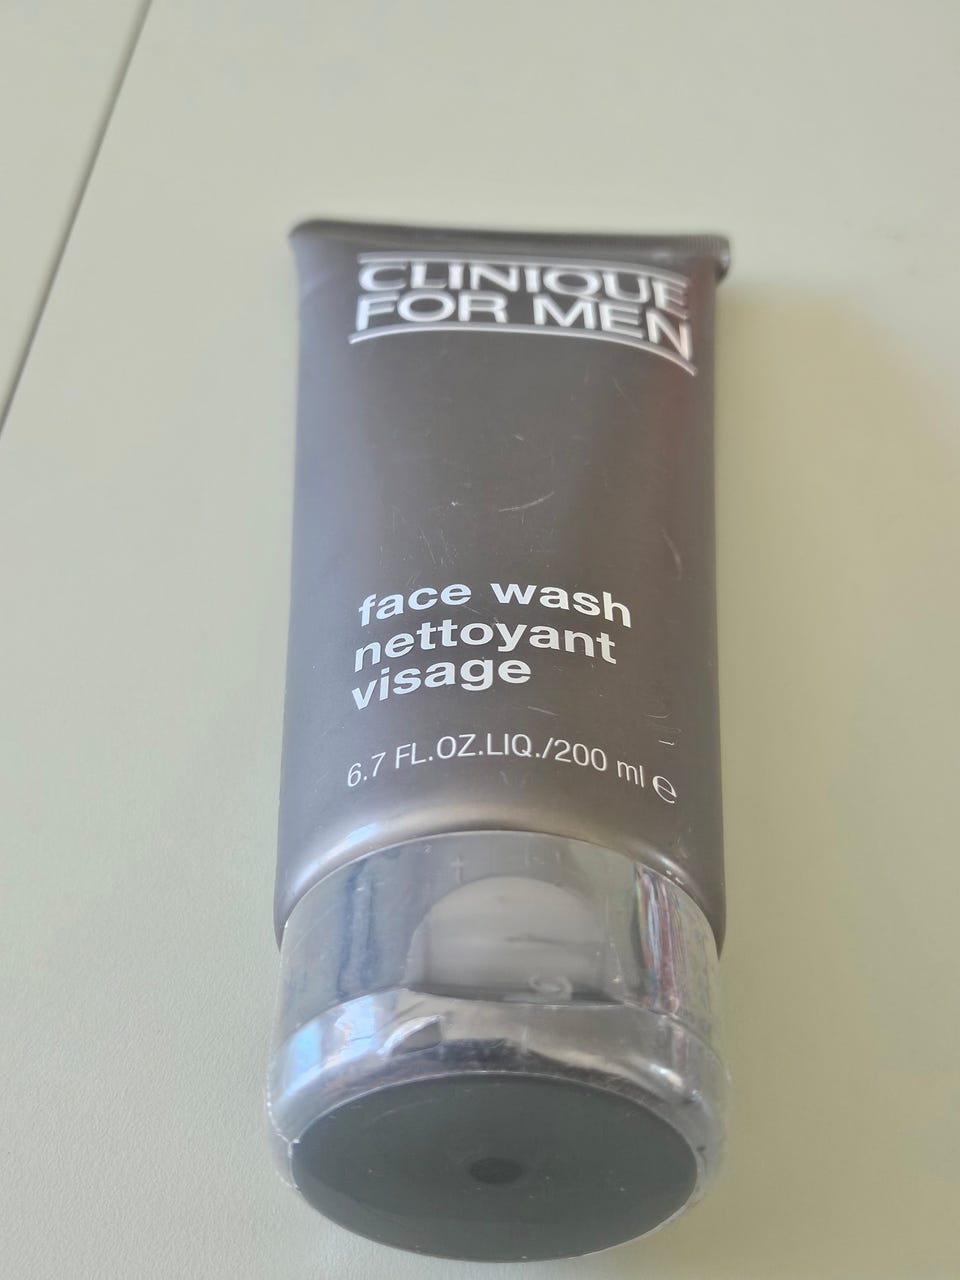 CLINIQUE
FOR MEN
face wash
nettoyant
visage
6.7 FL.OZ.LIQ./200 ml ℮